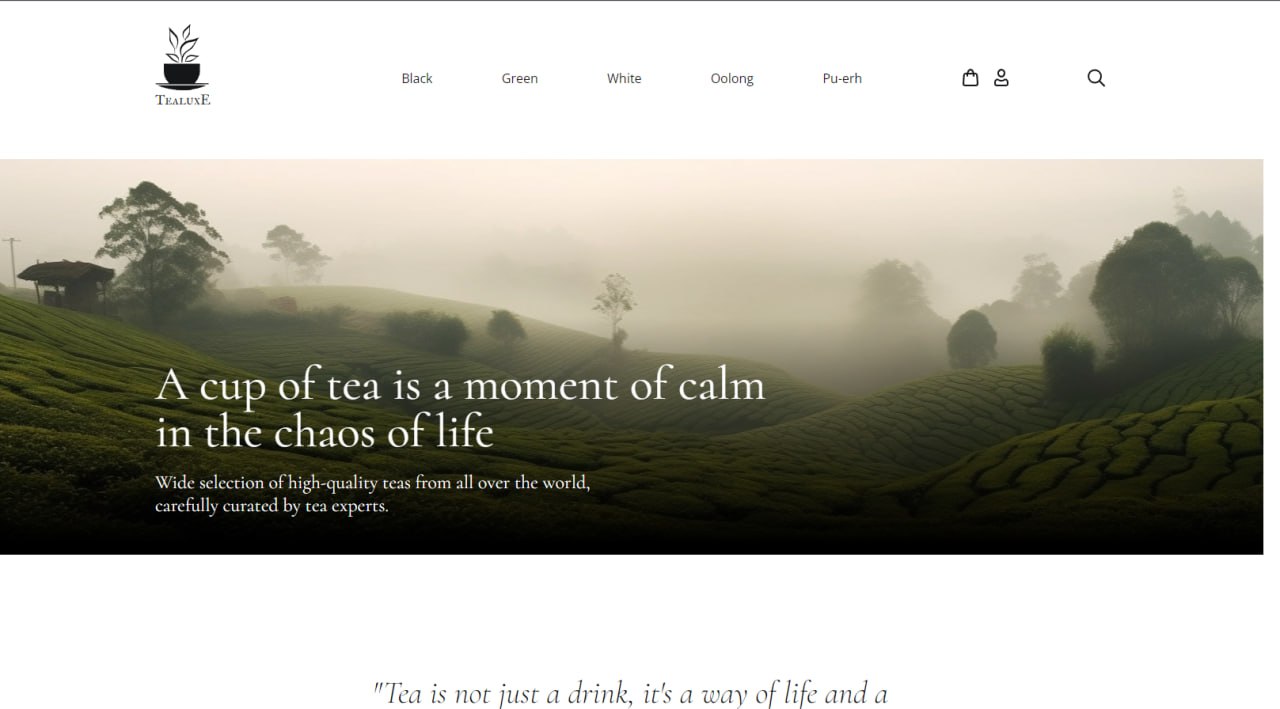 TEALUXE
Black Green White Oolong Pu-erh
A cup of tea is a moment of calm
in the chaos of life
Wide selection of high-quality teas from all over the world,
carefully curated by tea experts.
"Tea is not just a drink, it's a way of life and a